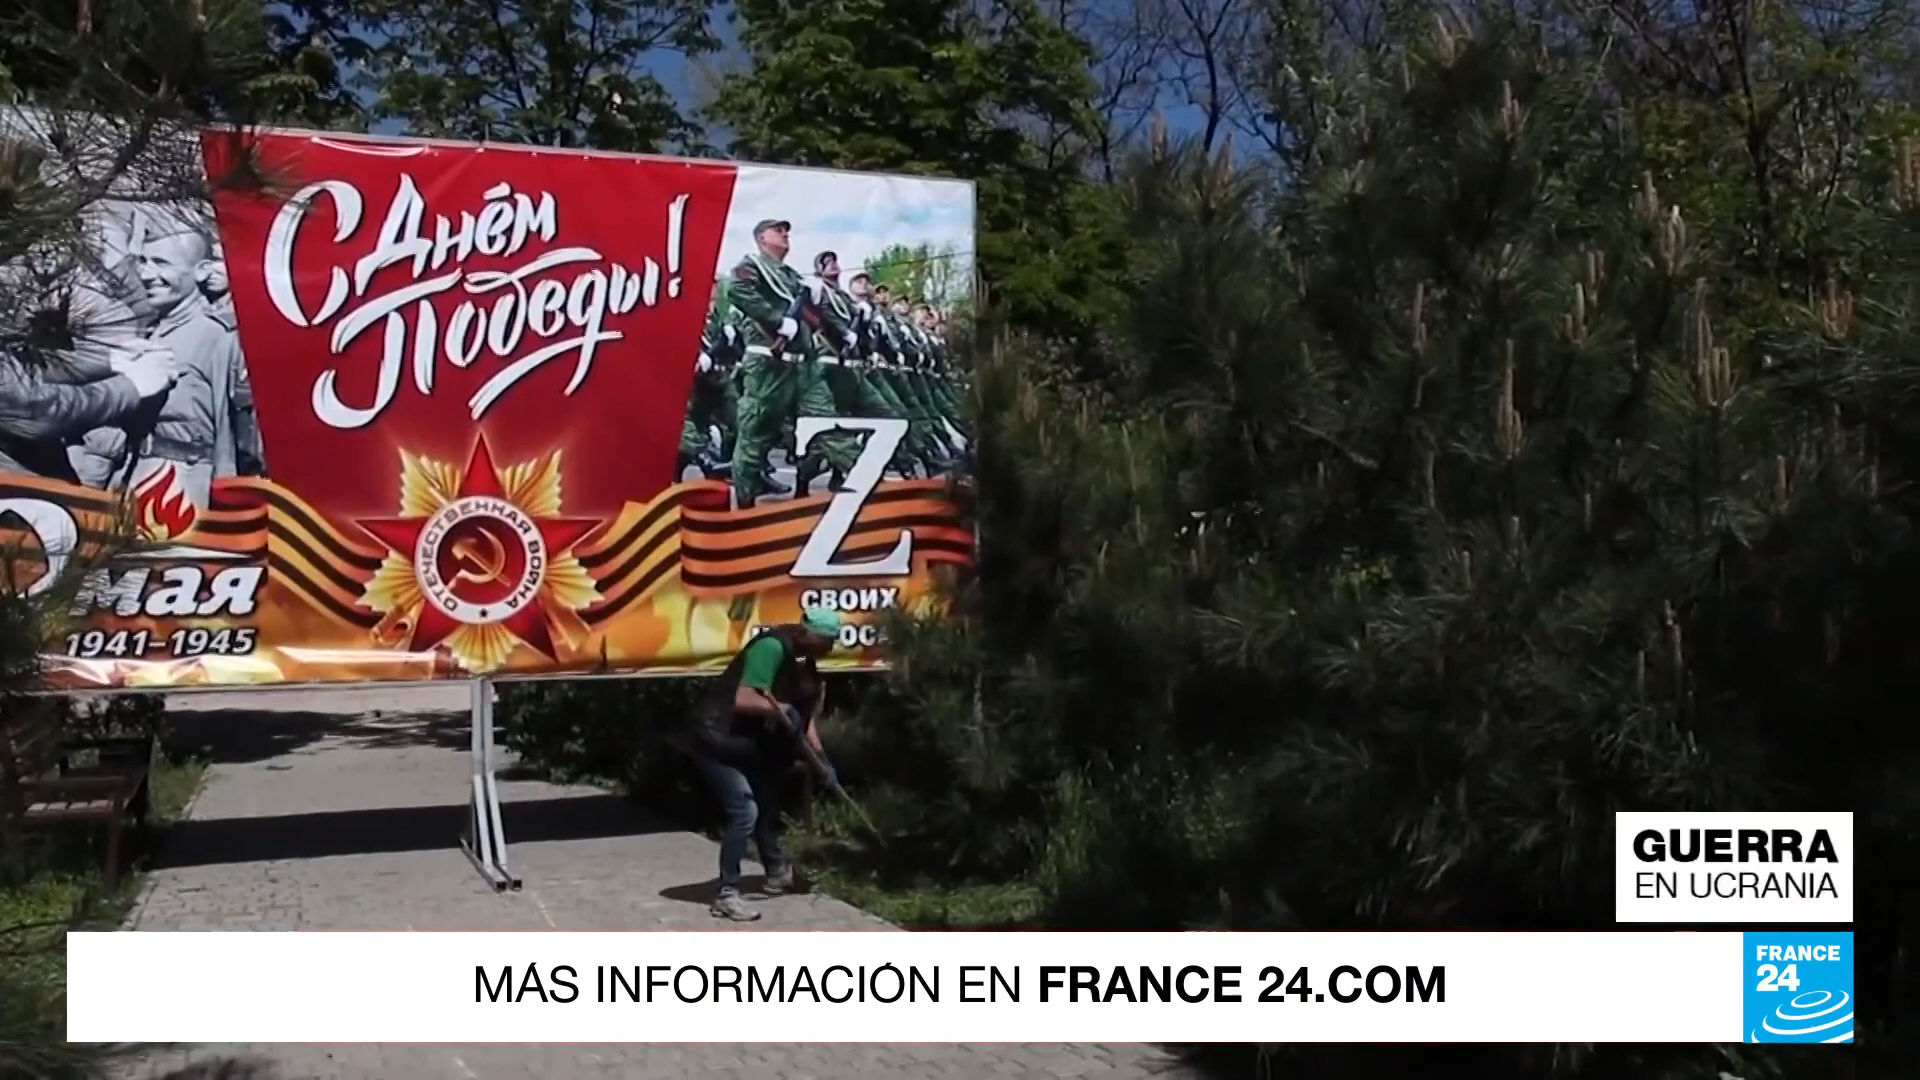 С Днём
Победы!
мая
1941–1945
ОТЕЧЕСТВЕННАЯ ВОЙНА
Z
СВОИХ
GUERRA
EN UCRANIA
MÁS INFORMACIÓN EN FRANCE 24.COM
FRANCE
24